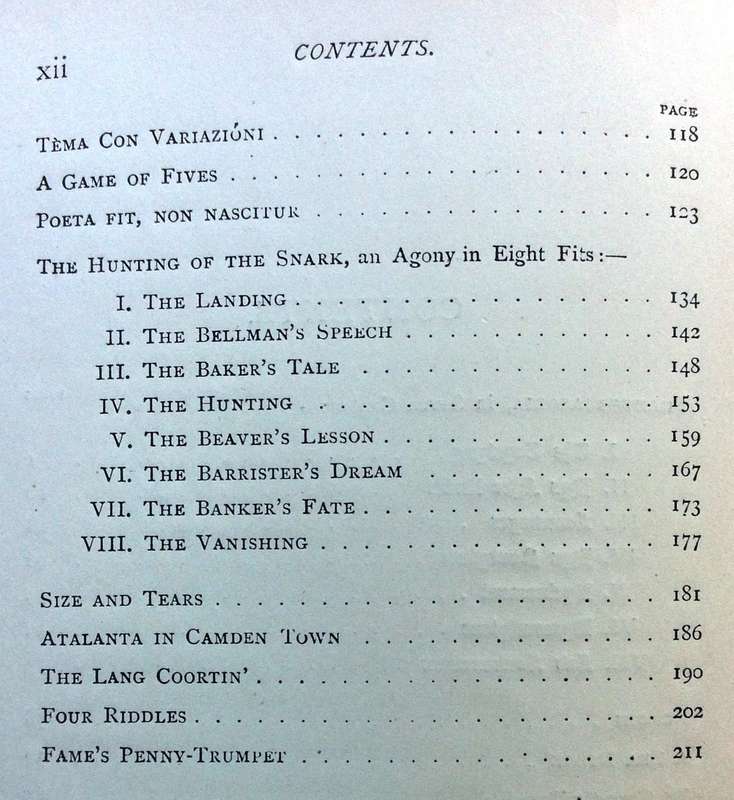 xii
CONTENTS.
PAGE
TÈMA CON VARIAZIÓNI . . . . . . . . . . . . . . . . . 118
A GAME OF FIVES . . . . . . . . . . . . . . . . . . . 120
POETA FIT, NON NASCITUR . . . . . . . . . . . . . . . 123
THE HUNTING OF THE SNARK, an Agony in Eight Fits:—
I. THE LANDING . . . . . . . . . . . . . . . . 134
II. THE BELLMAN'S SPEECH . . . . . . . . . . . 142
III. THE BAKER'S TALE . . . . . . . . . . . . . 148
IV. THE HUNTING . . . . . . . . . . . . . . . 153
V. THE BEAVER'S LESSON . . . . . . . . . . . . 159
VI. THE BARRISTER'S DREAM . . . . . . . . . . 167
VII. THE BANKER'S FATE . . . . . . . . . . . . . 173
VIII. THE VANISHING . . . . . . . . . . . . . . 177
SIZE AND TEARS . . . . . . . . . . . . . . . . . . . . 181
ATALANTA IN CAMDEN TOWN . . . . . . . . . . . . . 186
THE LANG COORTIN' . . . . . . . . . . . . . . . . . . 190
FOUR RIDDLES . . . . . . . . . . . . . . . . . . . . . 202
FAME'S PENNY-TRUMPET . . . . . . . . . . . . . . . . 211